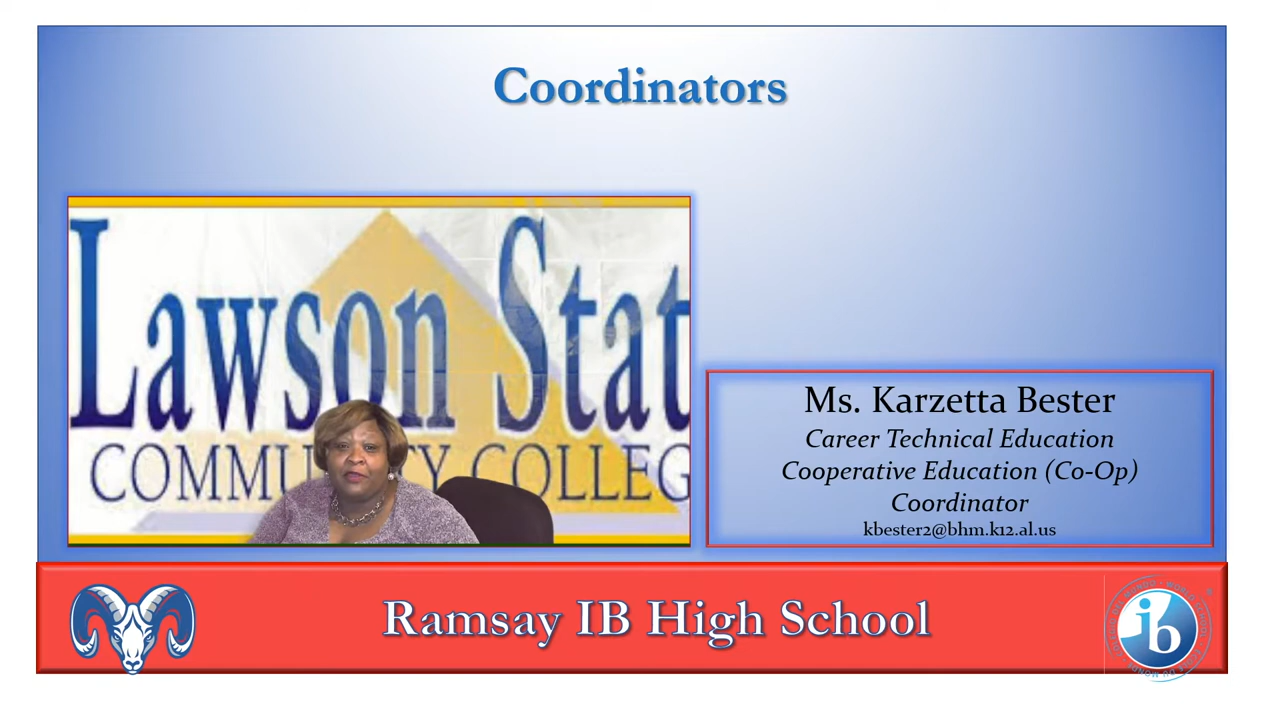 Coordinators
Lawson Stat
COMMUNITY COLLEG
Ms. Karzetta Bester
Career Technical Education
Cooperative Education (Co-Op)
Coordinator
kbester2@bhm.k12.al.us
Ramsay IB High School
ib